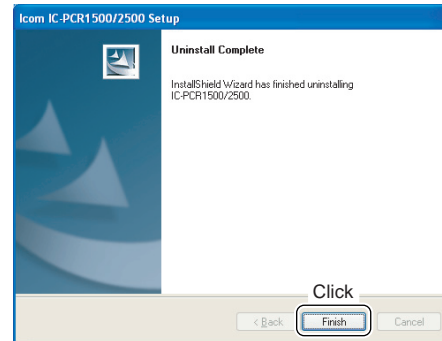 Icom IC-PCR1500/2500 Setup
Uninstall Complete
InstallShield Wizard has finished uninstalling
IC-PCR1500/2500.
Click
< Back Finish Cancel